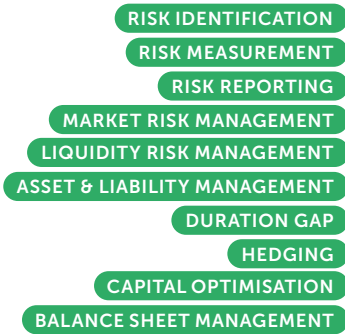 RISK IDENTIFICATION
RISK MEASUREMENT
RISK REPORTING
MARKET RISK MANAGEMENT
LIQUIDITY RISK MANAGEMENT
ASSET & LIABILITY MANAGEMENT
DURATION GAP
HEDGING
CAPITAL OPTIMISATION
BALANCE SHEET MANAGEMENT